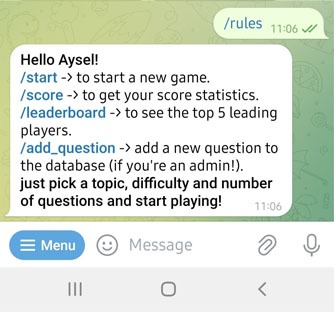 /rules
11:06
Hello Aysel!
/start -> to start a new game.
/score -> to get your score statistics.
/leaderboard -> to see the top 5 leading
players.
/add_question -> add a new question to
the database (if you're an admin!).
just pick a topic, difficulty and number
of questions and start playing!
11:06
Menu
Message